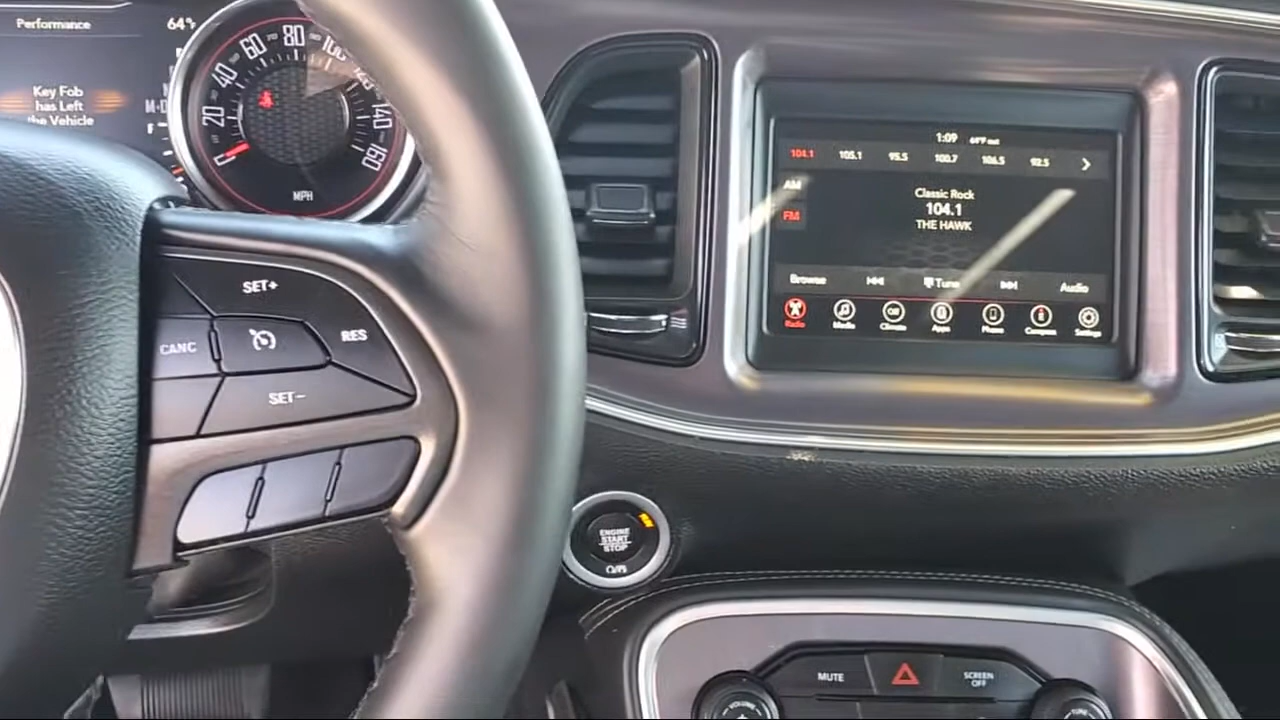 Performance
64°F
Key Fob
has Left
the Vehicle
20
40
60
80
100
120
140
160
MPH
1:09
104.1
105.1
95.5
100.7
106.5
92.5
AM
FM
Classic Rock
104.1
THE HAWK
Browse
Tune
Audio
Radio
Media
Climate
Apps
Phone
Compass
Settings
SET+
CANC
RES
SET-
ENGINE
START
STOP
MUTE
SCREEN
OFF
VOLUME
TUNE